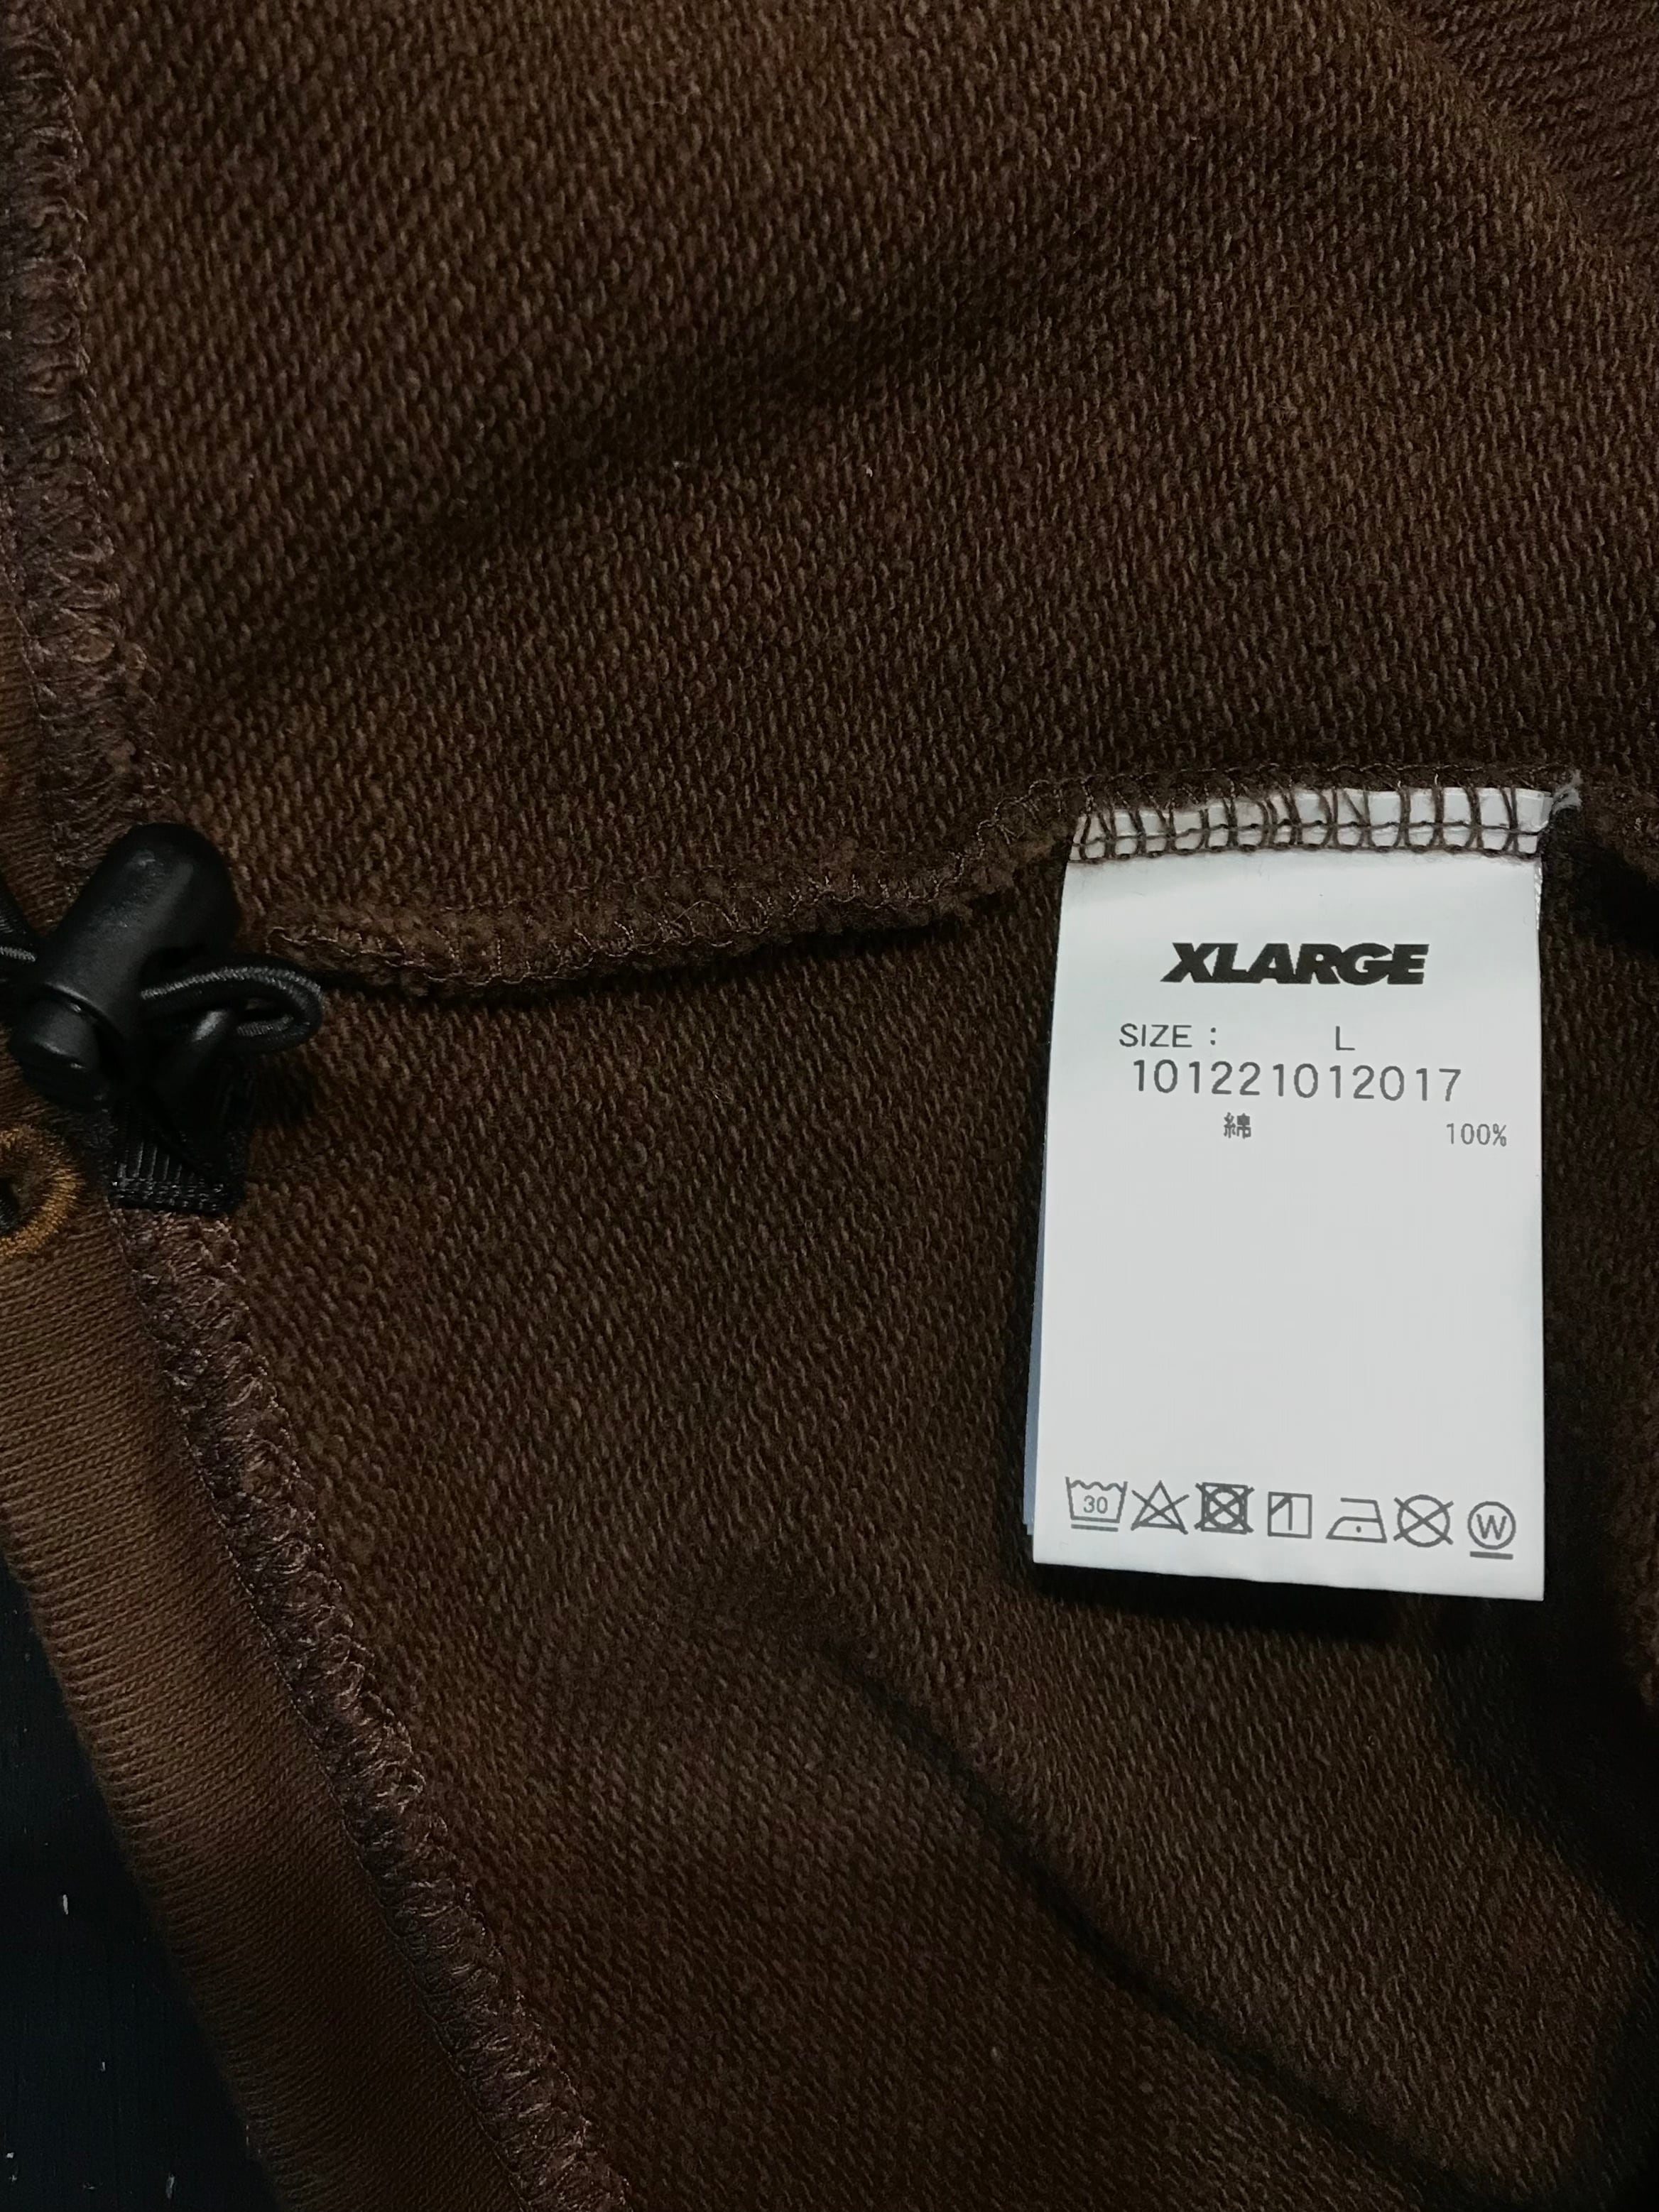 XLARGE
SIZE : L
101221012017
綿 100%
30
W